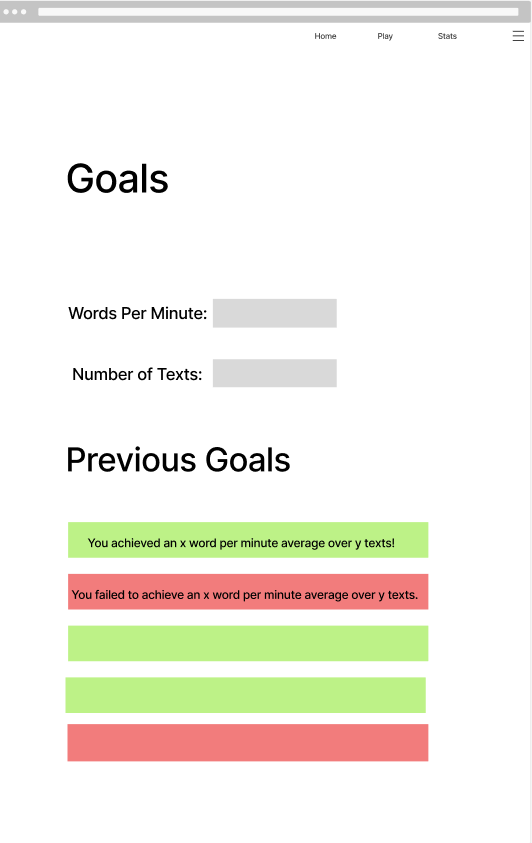 Home Play Stats
Goals
Words Per Minute:
Number of Texts:
Previous Goals
You achieved an x word per minute average over y texts!
You failed to achieve an x word per minute average over y texts.